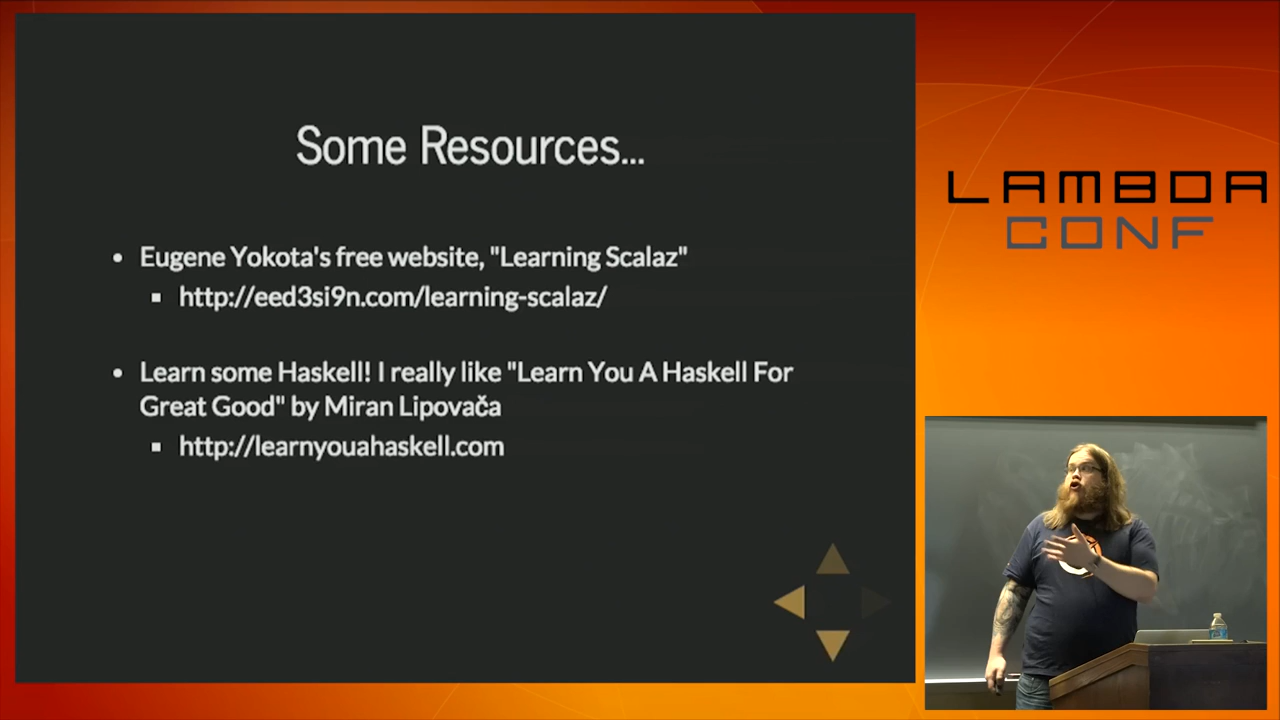 Some Resources...
Eugene Yokota's free website, "Learning Scalaz"
http://eed3si9n.com/learning-scalaz/
Learn some Haskell! I really like "Learn You A Haskell For
Great Good" by Miran Lipovača
http://learnyouahaskell.com
LAMBDA
CONF